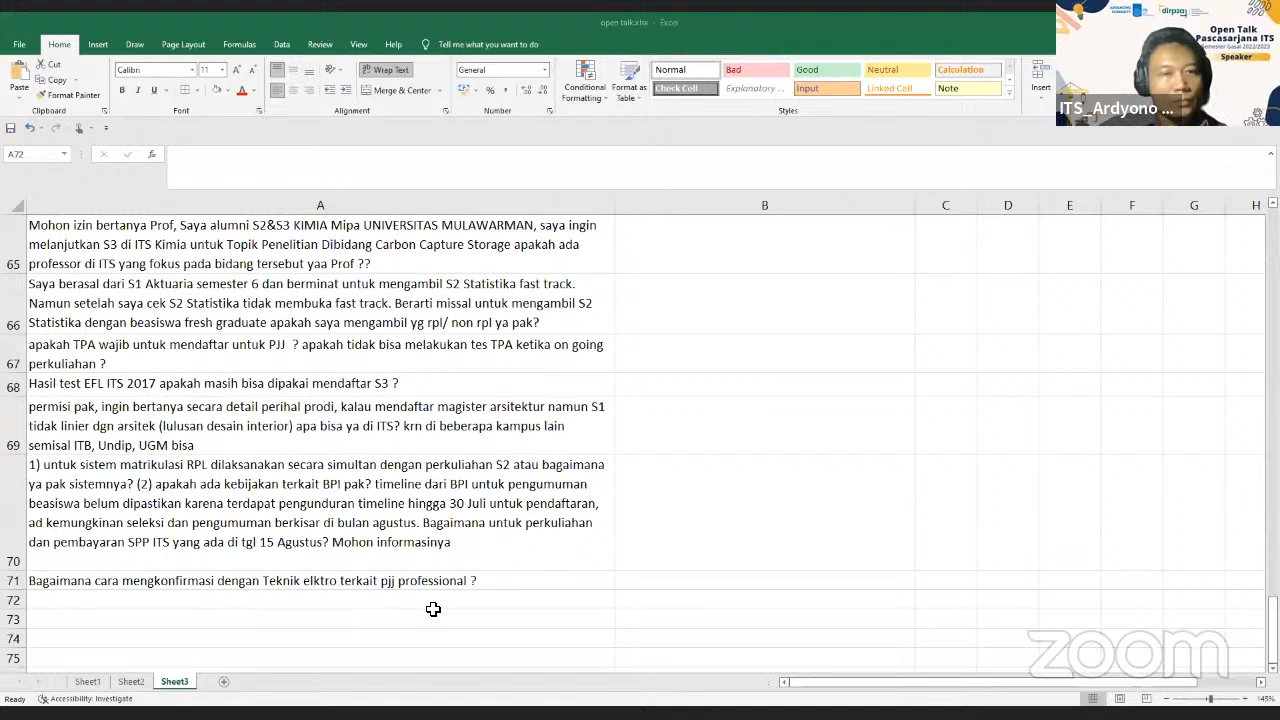 open talk.xlsx - Excel
File Home Insert Draw Page Layout Formulas Data Review View Help Tell me what you want to do
Paste
Cut
Copy
Format Painter
Clipboard
Calibri 11
B I U
Font
Wrap Text
Merge & Center
Alignment
General
Number
Conditional Formatting
Format as Table
Normal Bad Good Neutral Calculation
Check Cell Explanatory ... Input Linked Cell Note
Styles
Insert
ADVANCING HUMANITY dirpag
Open Talk
Pascasarjana ITS
Semester Gasal 2022/2023
Speaker
ITS_Ardyono ...
A72
fx
A B C D E F G H
65 Mohon izin bertanya Prof, Saya alumni S2&S3 KIMIA Mipa UNIVERSITAS MULAWARMAN, saya ingin
melanjutkan S3 di ITS Kimia untuk Topik Penelitian Dibidang Carbon Capture Storage apakah ada
professor di ITS yang fokus pada bidang tersebut yaa Prof ??
66 Saya berasal dari S1 Aktuaria semester 6 dan berminat untuk mengambil S2 Statistika fast track.
Namun setelah saya cek S2 Statistika tidak membuka fast track. Berarti missal untuk mengambil S2
Statistika dengan beasiswa fresh graduate apakah saya mengambil yg rpl/ non rpl ya pak?
67 apakah TPA wajib untuk mendaftar untuk PJJ ? apakah tidak bisa melakukan tes TPA ketika on going
perkuliahan ?
68 Hasil test EFL ITS 2017 apakah masih bisa dipakai mendaftar S3 ?
69 permisi pak, ingin bertanya secara detail perihal prodi, kalau mendaftar magister arsitektur namun S1
tidak linier dgn arsitek (lulusan desain interior) apa bisa ya di ITS? krn di beberapa kampus lain
semisal ITB, Undip, UGM bisa
70 1) untuk sistem matrikulasi RPL dilaksanakan secara simultan dengan perkuliahan S2 atau bagaimana
ya pak sistemnya? (2) apakah ada kebijakan terkait BPI pak? timeline dari BPI untuk pengumuman
beasiswa belum dipastikan karena terdapat pengunduran timeline hingga 30 Juli untuk pendaftaran,
ad kemungkinan seleksi dan pengumuman berkisar di bulan agustus. Bagaimana untuk perkuliahan
dan pembayaran SPP ITS yang ada di tgl 15 Agustus? Mohon informasinya
71 Bagaimana cara mengkonfirmasi dengan Teknik elktro terkait pjj professional ?
72
73
74
75
zoom
Sheet1 Sheet2 Sheet3
Ready Accessibility: Investigate 145%